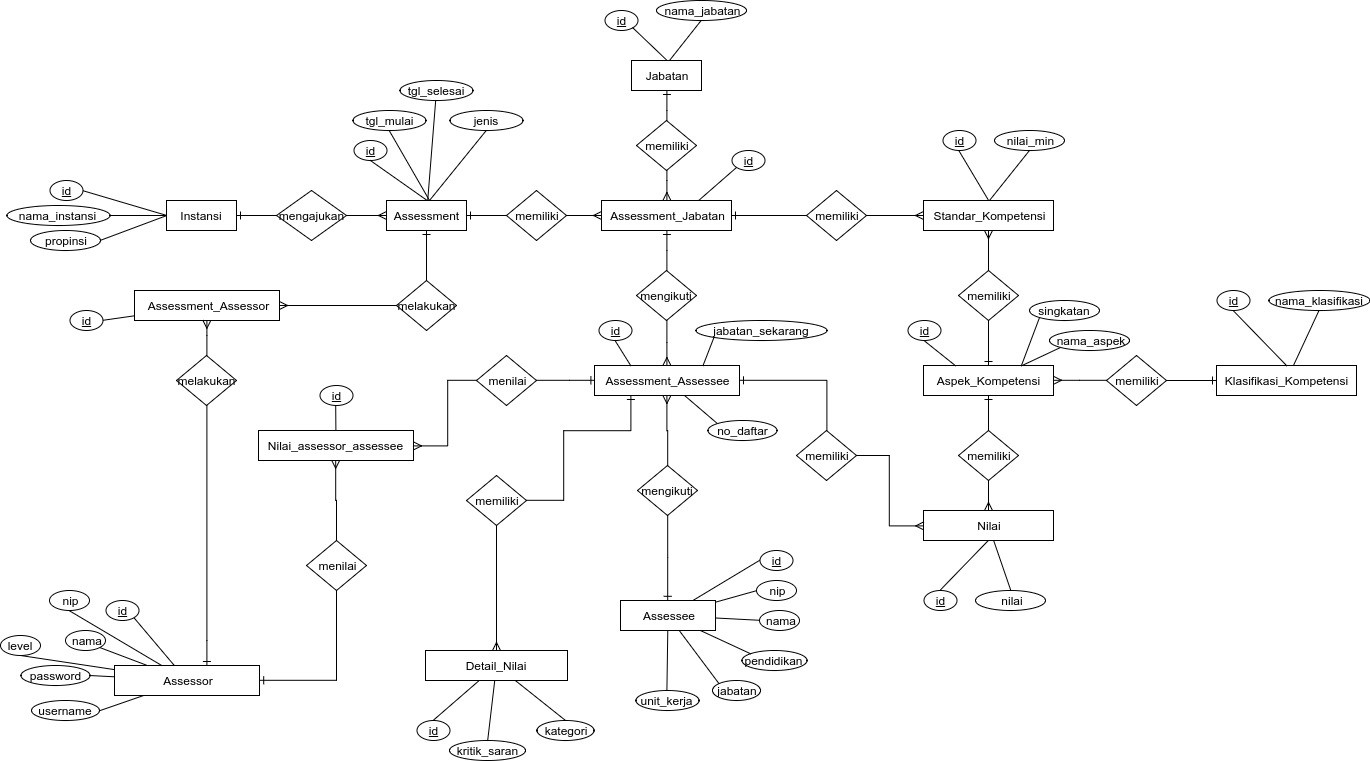 nama_jabatan
id
Jabatan
tgl_selesai
tgl_mulai
jenis
id
memiliki
id
id
nilai_min
id
nama_instansi
propinsi
Instansi
mengajukan
Assessment
memiliki
Assessment_Jabatan
memiliki
Standar_Kompetensi
Assessment_Assessor
id
melakukan
mengikuti
memiliki
singkatan
id
nama_klasifikasi
id
jabatan_sekarang
id
nama_aspek
melakukan
menilai
Assessment_Assessee
Aspek_Kompetensi
memiliki
Klasifikasi_Kompetensi
id
no_daftar
Nilai_assessor_assessee
memiliki
memiliki
memiliki
mengikuti
Nilai
menilai
id
nip
id
nip
id
nilai
nama
Assessee
nama
level
password
Assessor
username
Detail_Nilai
pendidikan
jabatan
unit_kerja
id
kategori
kritik_saran